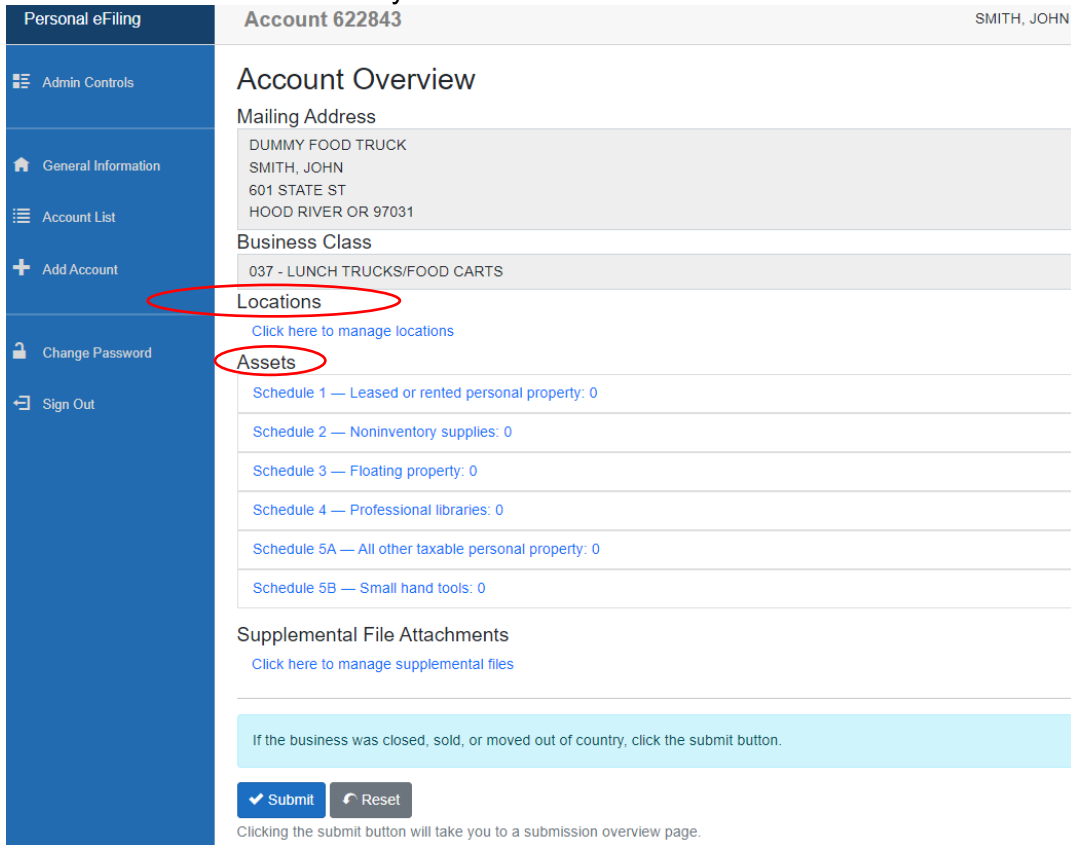 Personal eFiling
Account 622843
SMITH, JOHN
Admin Controls
General Information
Account List
Add Account
Change Password
Sign Out
Account Overview
Mailing Address
DUMMY FOOD TRUCK
SMITH, JOHN
601 STATE ST
HOOD RIVER OR 97031
Business Class
037 - LUNCH TRUCKS/FOOD CARTS
Locations
Click here to manage locations
Assets
Schedule 1 — Leased or rented personal property: 0
Schedule 2 — Noninventory supplies: 0
Schedule 3 — Floating property: 0
Schedule 4 — Professional libraries: 0
Schedule 5A — All other taxable personal property: 0
Schedule 5B — Small hand tools: 0
Supplemental File Attachments
Click here to manage supplemental files
If the business was closed, sold, or moved out of country, click the submit button.
Submit
Reset
Clicking the submit button will take you to a submission overview page.